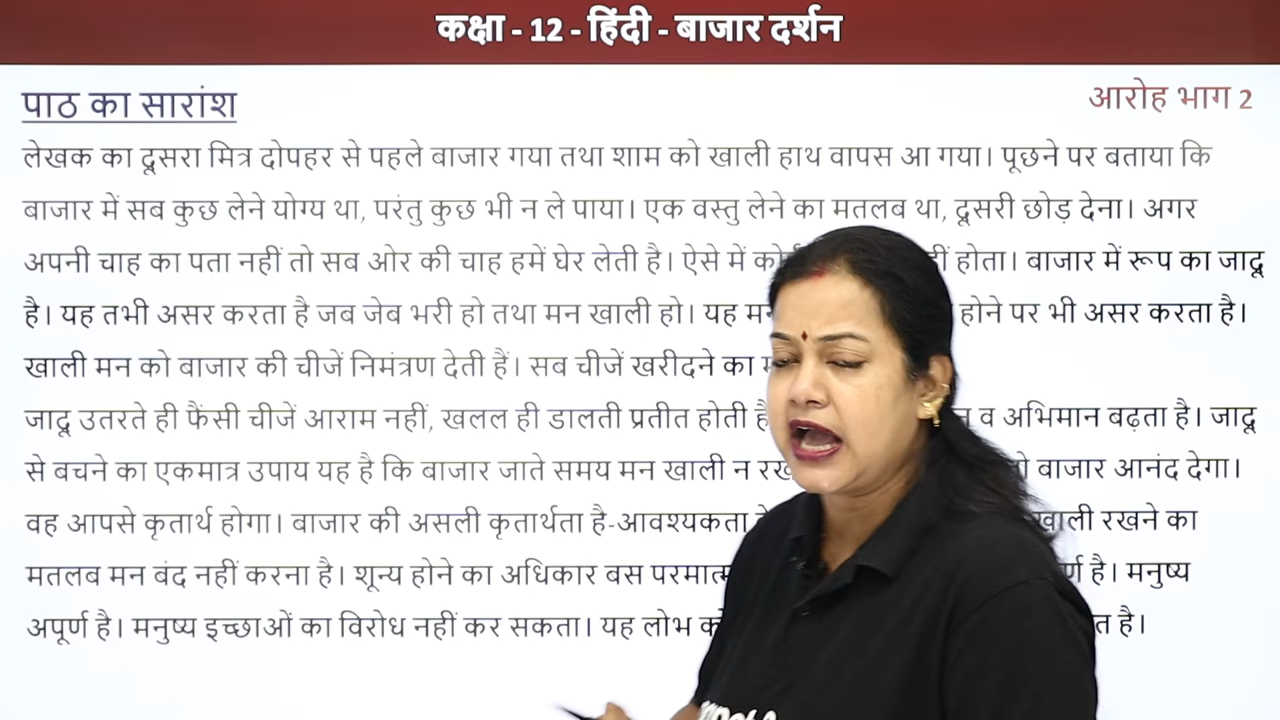 कक्षा - 12 - हिंदी - बाजार दर्शन
पाठ का सारांश
आरोह भाग 2
लेखक का दूसरा मित्र दोपहर से पहले बाजार गया तथा शाम को खाली हाथ वापस आ गया। पूछने पर बताया कि
बाजार में सब कुछ लेने योग्य था, परंतु कुछ भी न ले पाया। एक वस्तु लेने का मतलब था, दूसरी छोड़ देना। अगर
अपनी चाह का पता नहीं तो सब ओर की चाह हमें घेर लेती है। ऐसे में होता। बाजार में रूप का जादू
है। यह तभी असर करता है जब जेब भरी हो तथा मन खाली हो। यह होने पर भी असर करता है।
खाली मन को बाजार की चीजें निमंत्रण देती हैं। सब चीजें खरीदने का
जादू उतरते ही फैंसी चीजें आराम नहीं, खलल ही डालती प्रतीत होती व अभिमान बढ़ता है। जादू
से बचने का एकमात्र उपाय यह है कि बाजार जाते समय मन खाली न बाजार आनंद देगा।
वह आपसे कृतार्थ होगा। बाजार की असली कृतार्थता है-आवश्यकता खाली रखने का
मतलब मन बंद नहीं करना है। शून्य होने का अधिकार बस है। मनुष्य
अपूर्ण है। मनुष्य इच्छाओं का विरोध नहीं कर सकता। यह लोभ है।